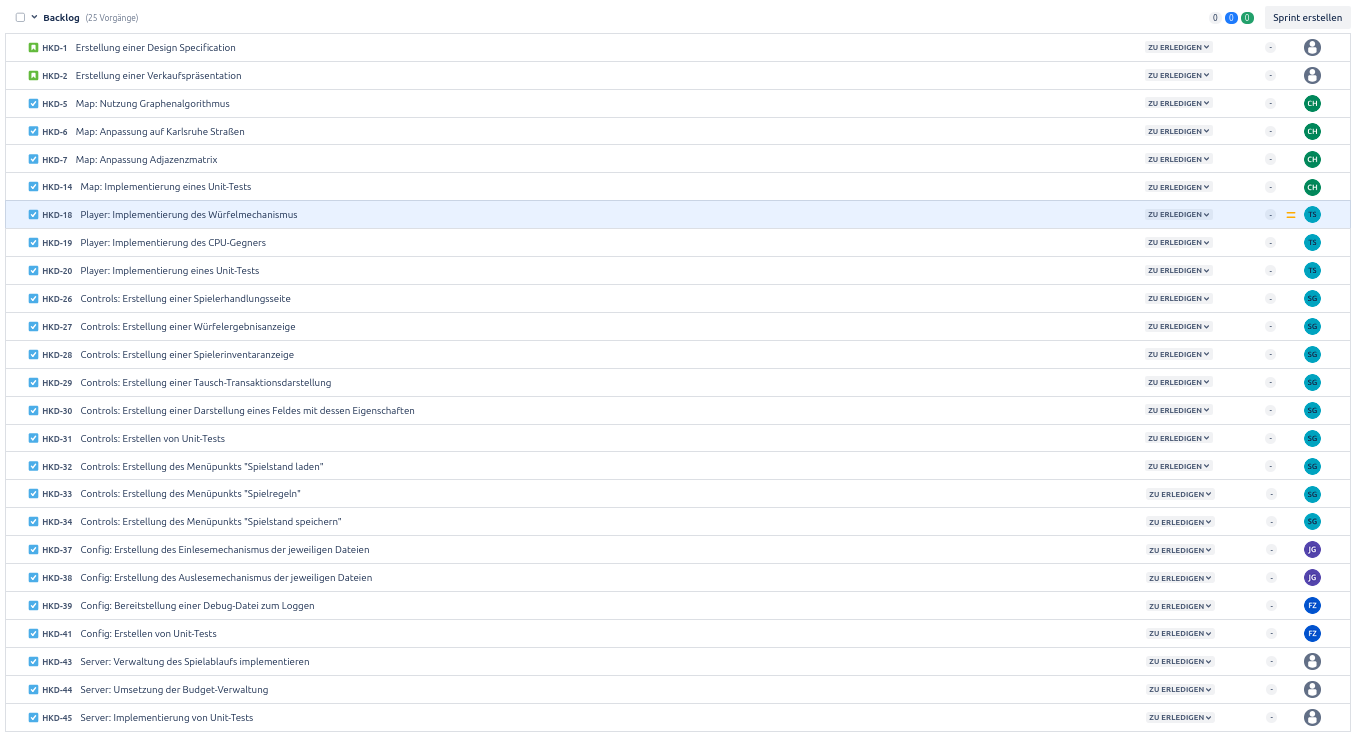 Backlog (25 Vorgänge) 0 0 0 Sprint erstellen
HKD-1 Erstellung einer Design Specification ZU ERLEDIGEN -
HKD-2 Erstellung einer Verkaufspräsentation ZU ERLEDIGEN -
HKD-5 Map: Nutzung Graphenalgorithmus ZU ERLEDIGEN - CH
HKD-6 Map: Anpassung auf Karlsruhe Straßen ZU ERLEDIGEN - CH
HKD-7 Map: Anpassung Adjazenzmatrix ZU ERLEDIGEN - CH
HKD-14 Map: Implementierung eines Unit-Tests ZU ERLEDIGEN - CH
HKD-18 Player: Implementierung des Würfelmechanismus ZU ERLEDIGEN - TS
HKD-19 Player: Implementierung des CPU-Gegners ZU ERLEDIGEN - TS
HKD-20 Player: Implementierung eines Unit-Tests ZU ERLEDIGEN - TS
HKD-26 Controls: Erstellung einer Spielerhandlungsseite ZU ERLEDIGEN - SG
HKD-27 Controls: Erstellung einer Würfelergebnisanzeige ZU ERLEDIGEN - SG
HKD-28 Controls: Erstellung einer Spielerinventaranzeige ZU ERLEDIGEN - SG
HKD-29 Controls: Erstellung einer Tausch-Transaktionsdarstellung ZU ERLEDIGEN - SG
HKD-30 Controls: Erstellung einer Darstellung eines Feldes mit dessen Eigenschaften ZU ERLEDIGEN - SG
HKD-31 Controls: Erstellen von Unit-Tests ZU ERLEDIGEN - SG
HKD-32 Controls: Erstellung des Menüpunkts "Spielstand laden" ZU ERLEDIGEN - SG
HKD-33 Controls: Erstellung des Menüpunkts "Spielregeln" ZU ERLEDIGEN - SG
HKD-34 Controls: Erstellung des Menüpunkts "Spielstand speichern" ZU ERLEDIGEN - SG
HKD-37 Config: Erstellung des Einlesemechanismus der jeweiligen Dateien ZU ERLEDIGEN - JG
HKD-38 Config: Erstellung des Auslesemechanismus der jeweiligen Dateien ZU ERLEDIGEN - JG
HKD-39 Config: Bereitstellung einer Debug-Datei zum Loggen ZU ERLEDIGEN - FZ
HKD-41 Config: Erstellen von Unit-Tests ZU ERLEDIGEN - FZ
HKD-43 Server: Verwaltung des Spielablaufs implementieren ZU ERLEDIGEN -
HKD-44 Server: Umsetzung der Budget-Verwaltung ZU ERLEDIGEN -
HKD-45 Server: Implementierung von Unit-Tests ZU ERLEDIGEN -